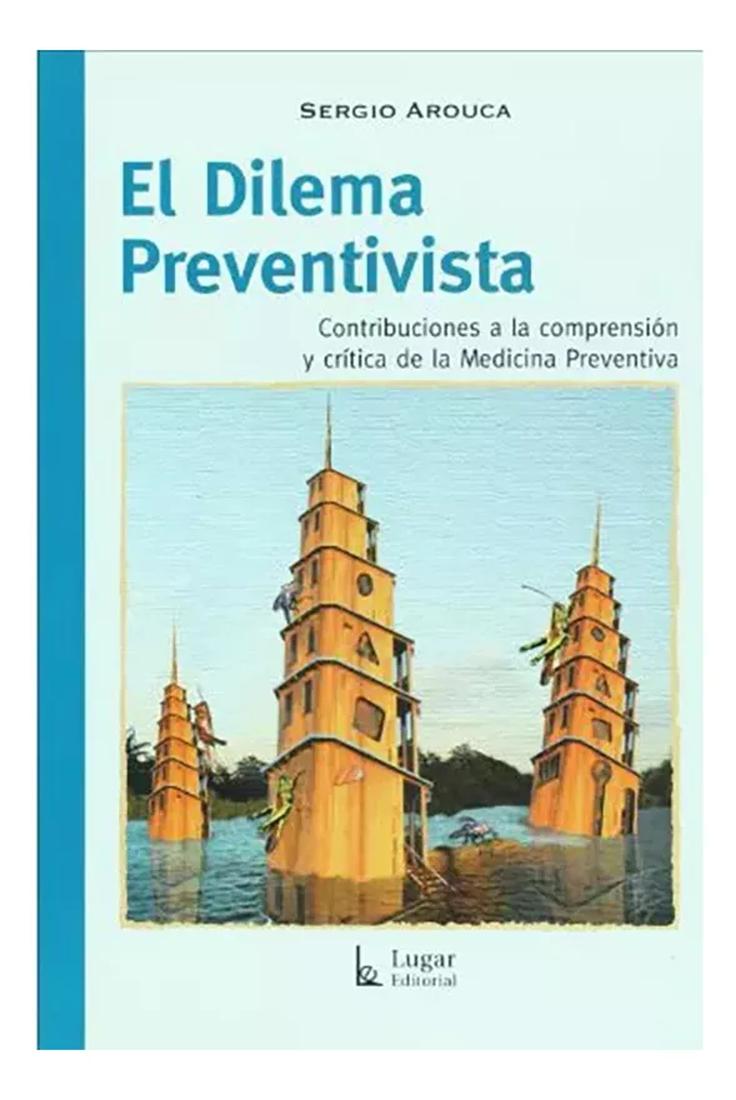 SERGIO AROUCA
El Dilema
Preventivista
Contribuciones a la comprensión
y crítica de la Medicina Preventiva
Lugar
Editorial